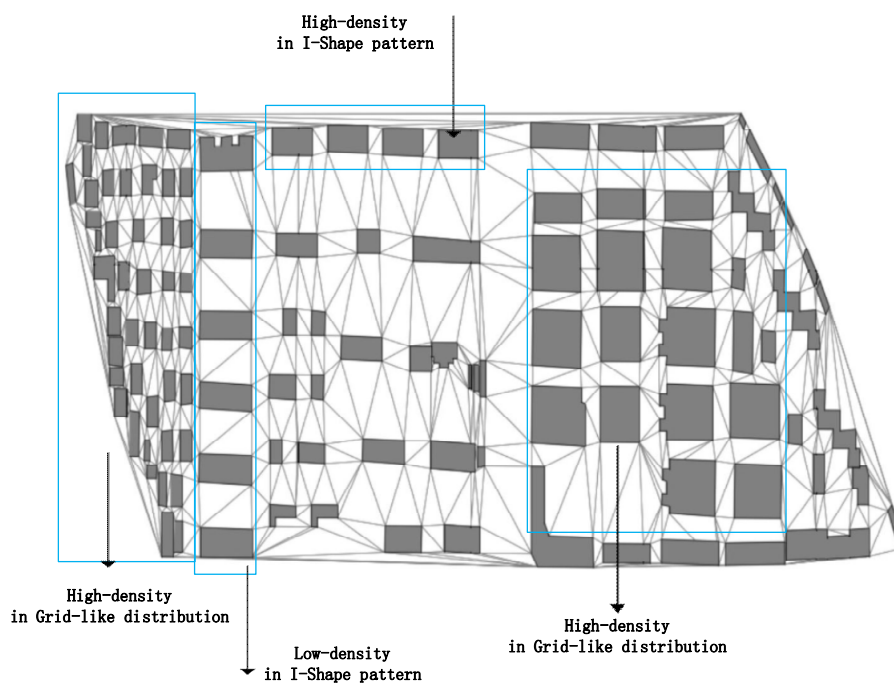 High-density
in I-Shape pattern
High-density
in Grid-like distribution
Low-density
in I-Shape pattern
High-density
in Grid-like distribution